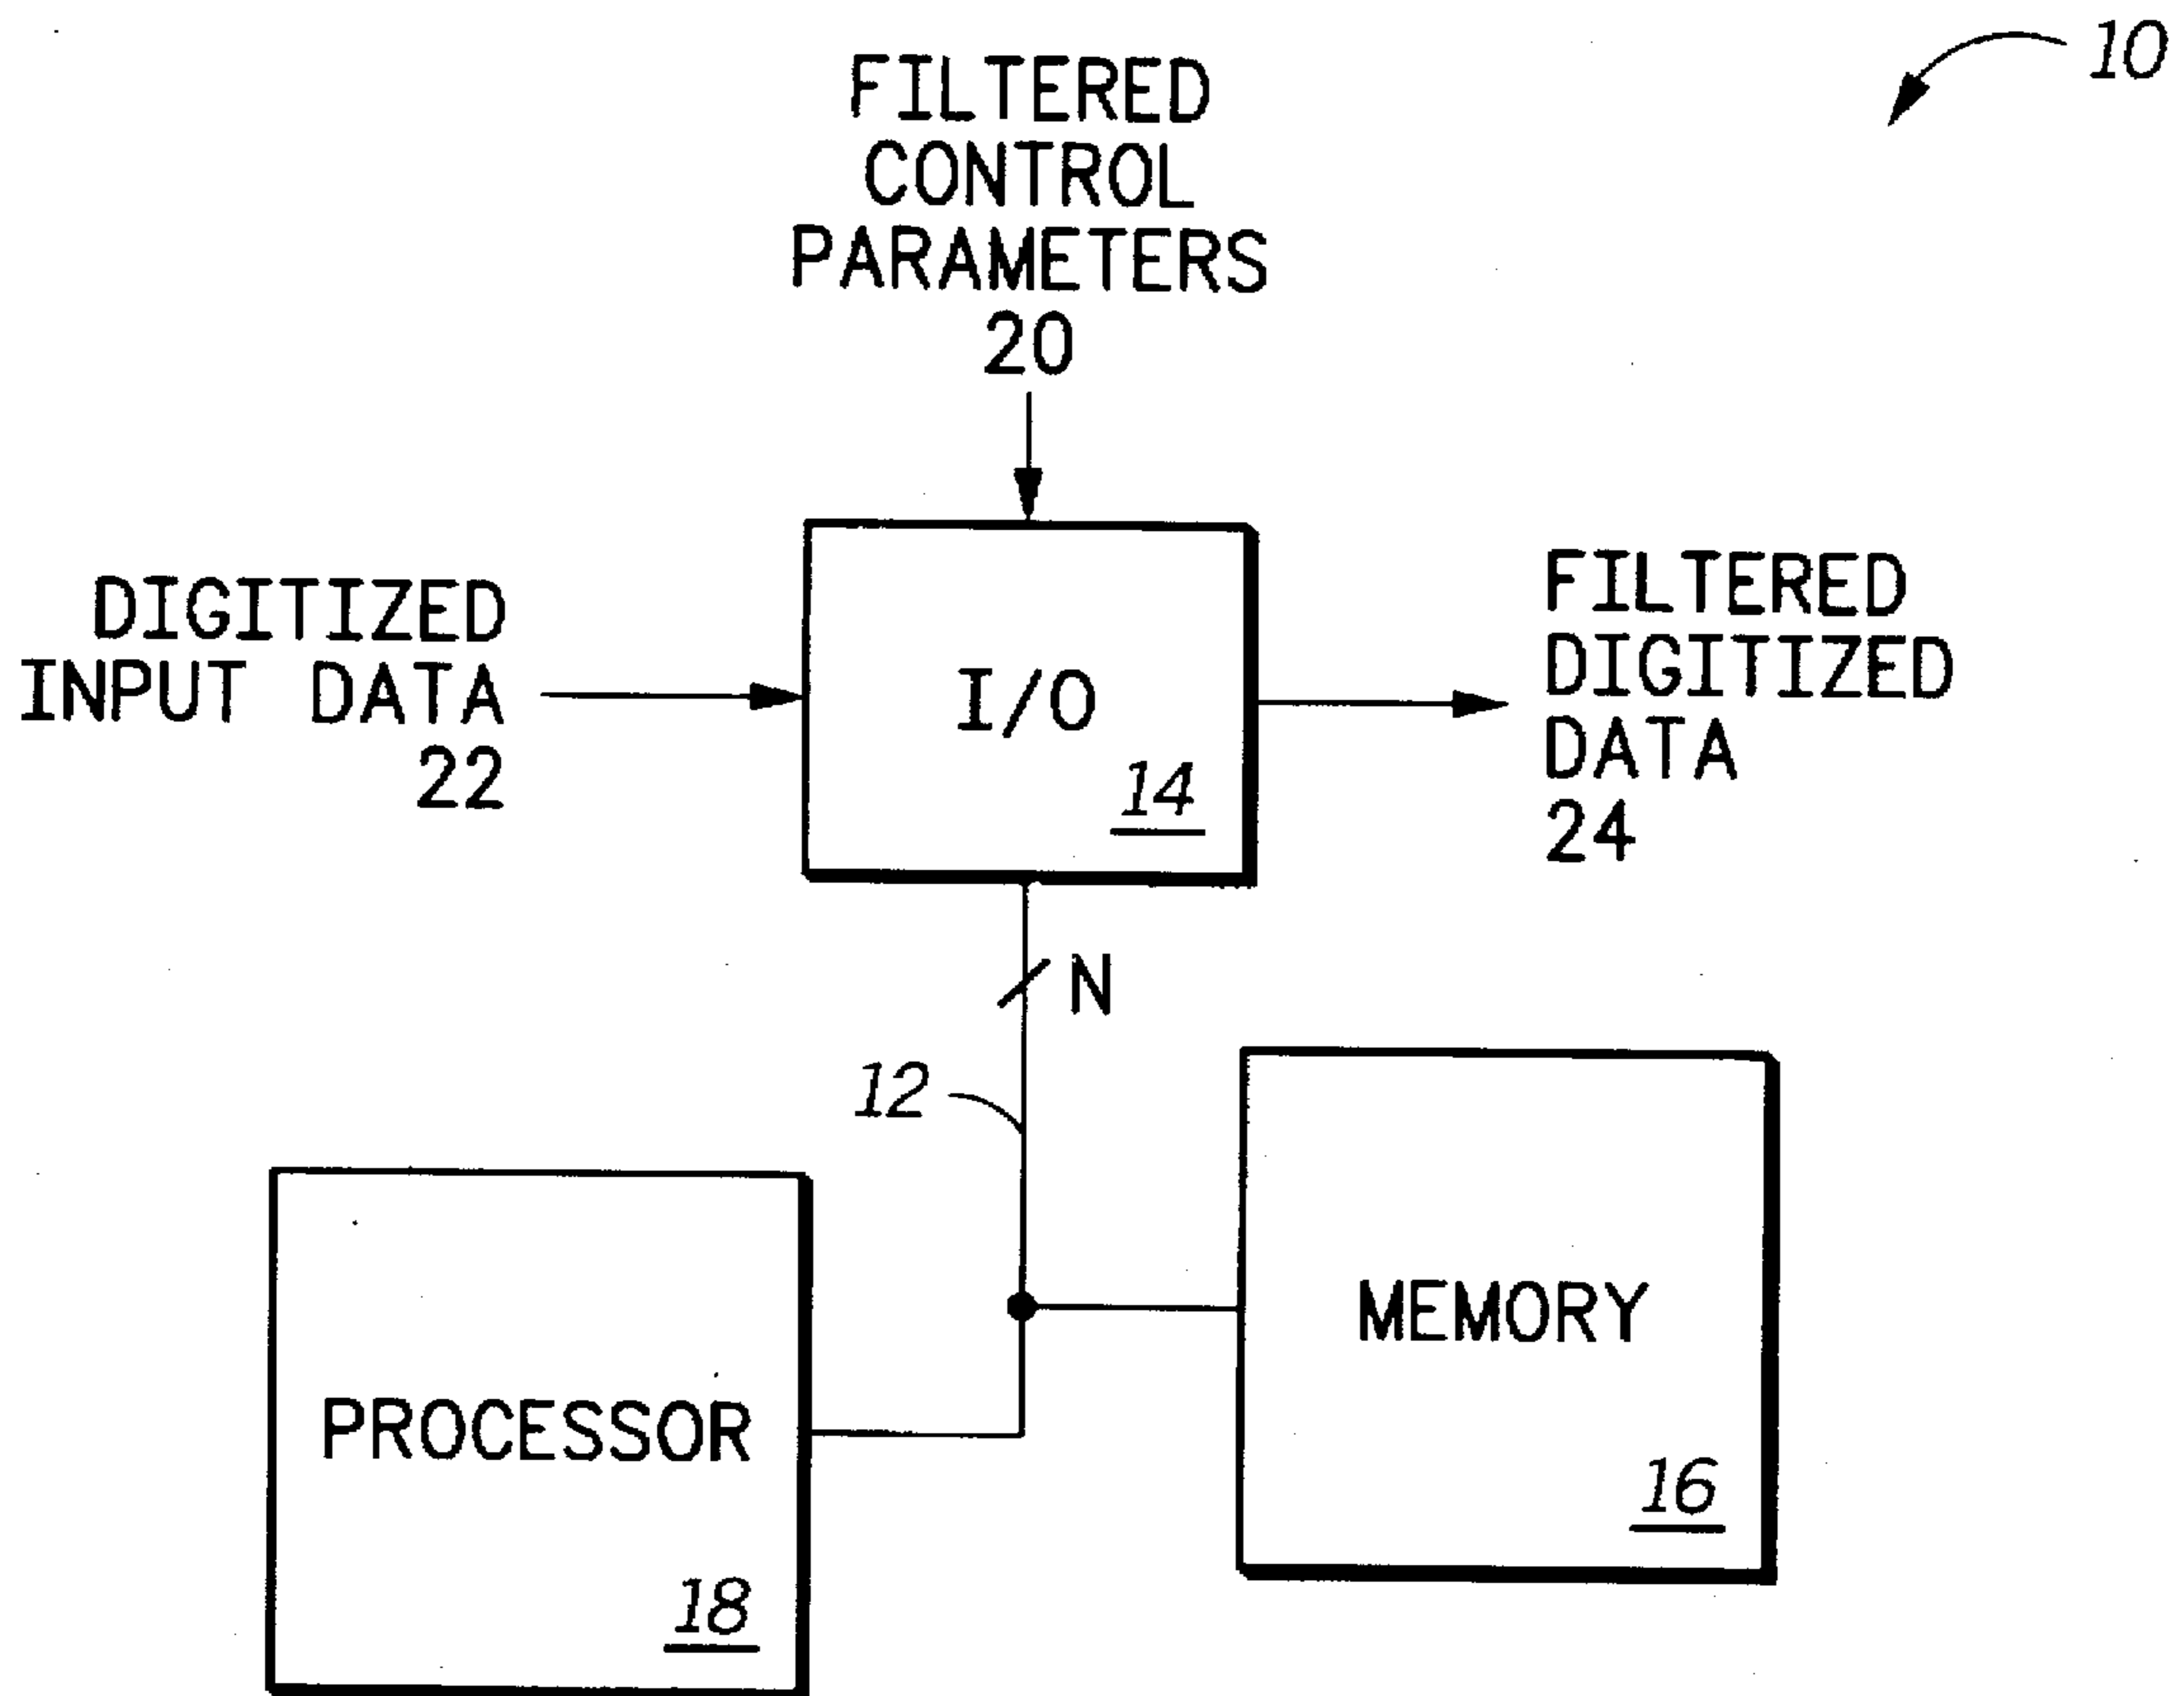 10
FILTERED
CONTROL
PARAMETERS
20
DIGITIZED
INPUT DATA
22
I/O
14
FILTERED
DIGITIZED
DATA
24
N
12
MEMORY
16
PROCESSOR
18